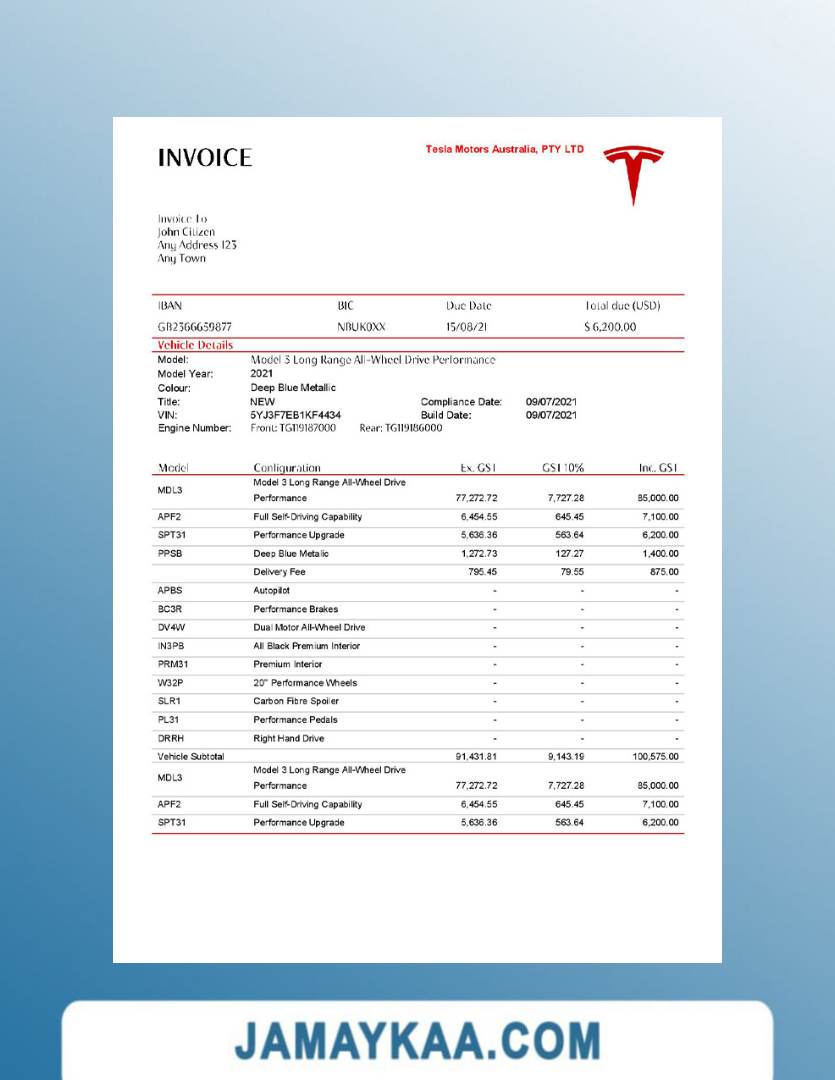 INVOICE
Tesla Motors Australia, PTY LTD
Invoice To
John Citizen
Any Address 123
Any Town
IBAN BIC Due Date Total due (USD)
GB2366659877 NBUK0XX 15/08/21 $ 6,200.00
Vehicle Details
Model: Model 3 Long Range All-Wheel Drive Performance
Model Year: 2021
Colour: Deep Blue Metallic
Title: NEW Compliance Date: 09/07/2021
VIN: 5YJ3F7EB1KF4434 Build Date: 09/07/2021
Engine Number: Front: TG119187000 Rear: TG119186000
Model Configuration Ex. GST GST 10% Inc. GST
Model 3 Long Range All-Wheel Drive
MDL3
Performance 77,272.72 7,727.28 85,000.00
APF2 Full Self-Driving Capability 6,454.55 645.45 7,100.00
SPT31 Performance Upgrade 5,636.36 563.64 6,200.00
PPSB Deep Blue Metalic 1,272.73 127.27 1,400.00
Delivery Fee 795.45 79.55 875.00
APBS Autopilot - - -
BC3R Performance Brakes - - -
DV4W Dual Motor All-Wheel Drive - - -
IN3PB All Black Premium Interior - - -
PRM31 Premium Interior - - -
W32P 20" Performance Wheels - - -
SLR1 Carbon Fibre Spoiler - - -
PL31 Performance Pedals - - -
DRRH Right Hand Drive - - -
Vehicle Subtotal 91,431.81 9,143.19 100,575.00
Model 3 Long Range All-Wheel Drive
MDL3
Performance 77,272.72 7,727.28 85,000.00
APF2 Full Self-Driving Capability 6,454.55 645.45 7,100.00
SPT31 Performance Upgrade 5,636.36 563.64 6,200.00
JAMAYKAA.COM